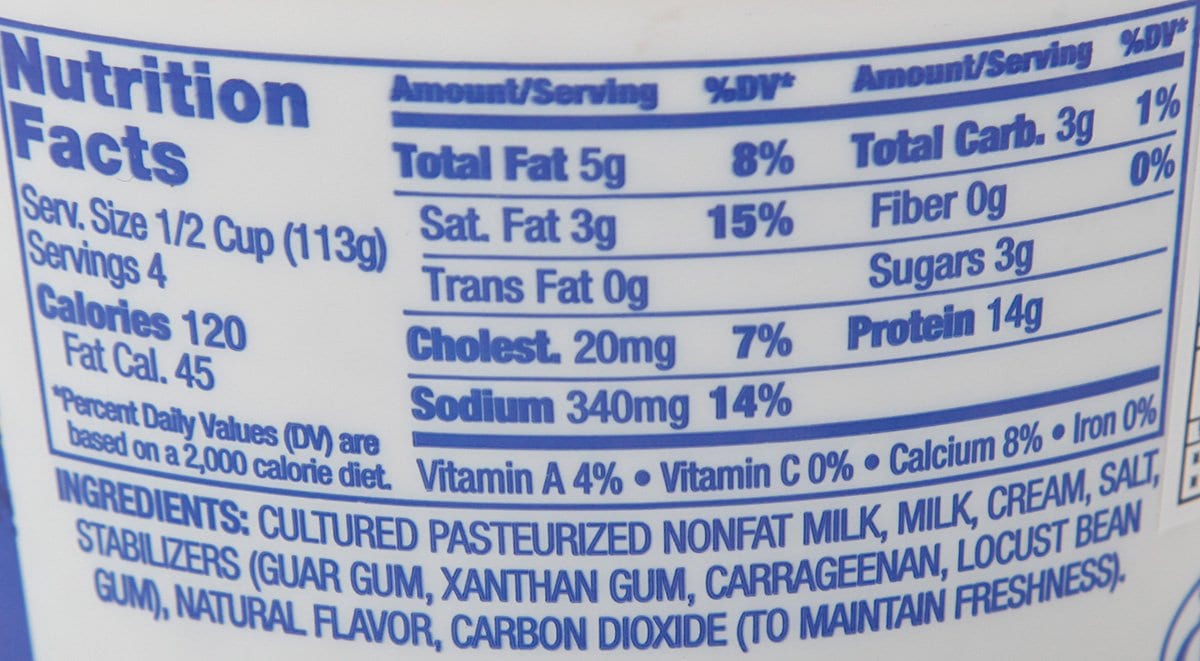 Nutrition
Facts
Serv. Size 1/2 Cup (113g)
Servings 4
Calories 120
Fat Cal. 45
*Percent Daily Values (DV) are
based on a 2,000 calorie diet.
Amount/Serving %DV*
Total Fat 5g 8%
Sat. Fat 3g 15%
Trans Fat 0g
Cholest. 20mg 7%
Sodium 340mg 14%
Amount/Serving %DV*
Total Carb. 3g 1%
Fiber 0g 0%
Sugars 3g
Protein 14g
Vitamin A 4% • Vitamin C 0% • Calcium 8% • Iron 0%
INGREDIENTS: CULTURED PASTEURIZED NONFAT MILK, MILK, CREAM, SALT,
STABILIZERS (GUAR GUM, XANTHAN GUM, CARRAGEENAN, LOCUST BEAN
GUM), NATURAL FLAVOR, CARBON DIOXIDE (TO MAINTAIN FRESHNESS).